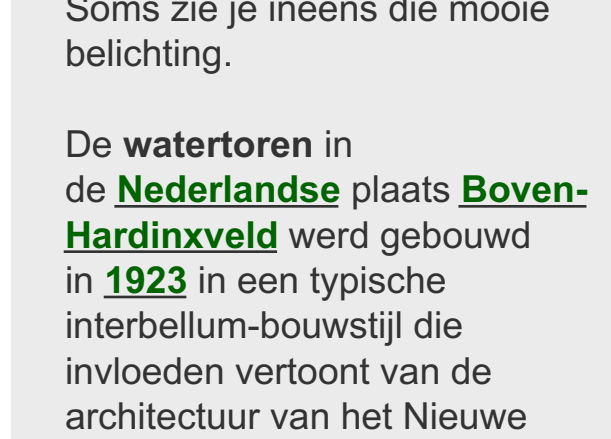 Soms zie je ineens die mooie
belichting.
De watertoren in
de Nederlandse plaats Boven-
Hardinxveld werd gebouwd
in 1923 in een typische
interbellum-bouwstijl die
invloeden vertoont van de
architectuur van het Nieuwe